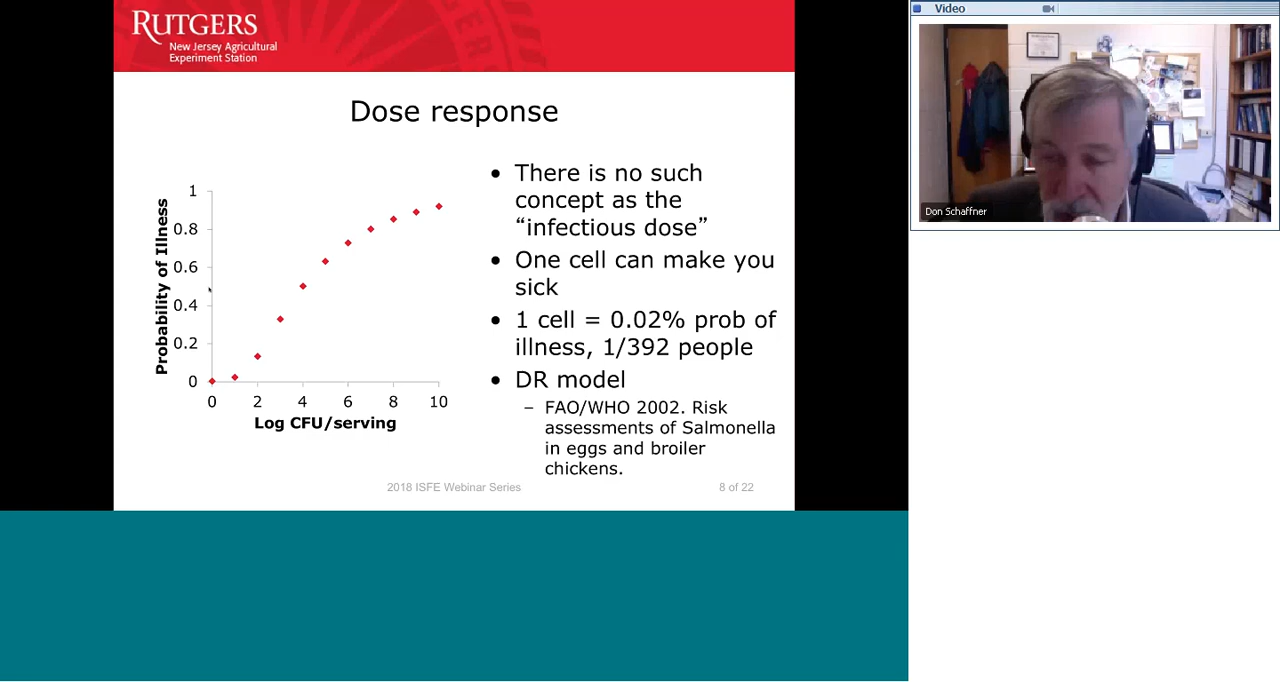 RUTGERS
New Jersey Agricultural
Experiment Station
Dose response
Probability of Illness
1
0.8
0.6
0.4
0.2
0
0 2 4 6 8 10
Log CFU/serving
• There is no such
concept as the
“infectious dose”
• One cell can make you
sick
• 1 cell = 0.02% prob of
illness, 1/392 people
• DR model
– FAO/WHO 2002. Risk
assessments of Salmonella
in eggs and broiler
chickens.
2018 ISFE Webinar Series
8 of 22
Video
Don Schaffner